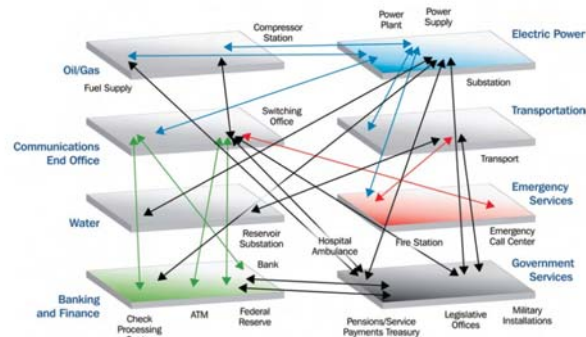 Compressor
Station
Power
Plant
Power
Supply
Electric Power
Oil/Gas
Fuel Supply
Substation
Switching
Office
Transportation
Communications
End Office
Transport
Emergency
Services
Water
Reservoir
Substation
Hospital
Ambulance
Fire Station
Emergency
Call Center
Bank
Government
Services
Banking
and Finance
Check
Processing
ATM
Federal
Reserve
Pensions/Service
Payments Treasury
Legislative
Offices
Military
Installations